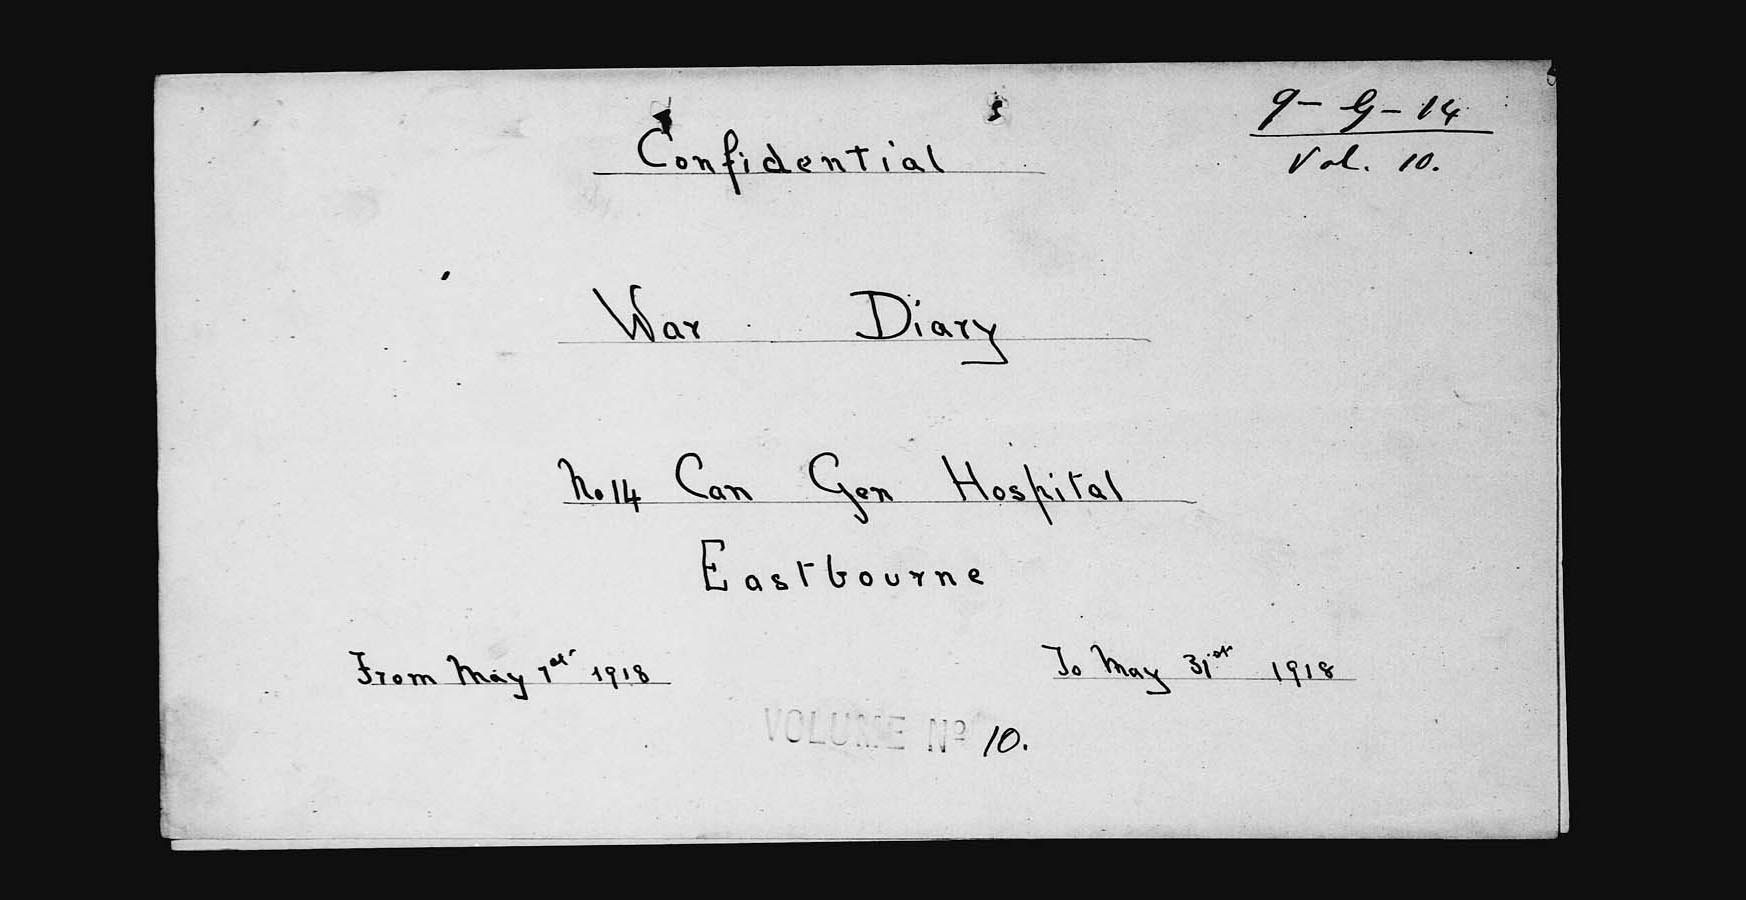 9-G-14
Vol. 10.
Confidential
War Diary
No 14 Can Gen Hospital
Eastbourne
From May 1st 1918
To May 31st 1918
VOLUME No 10.